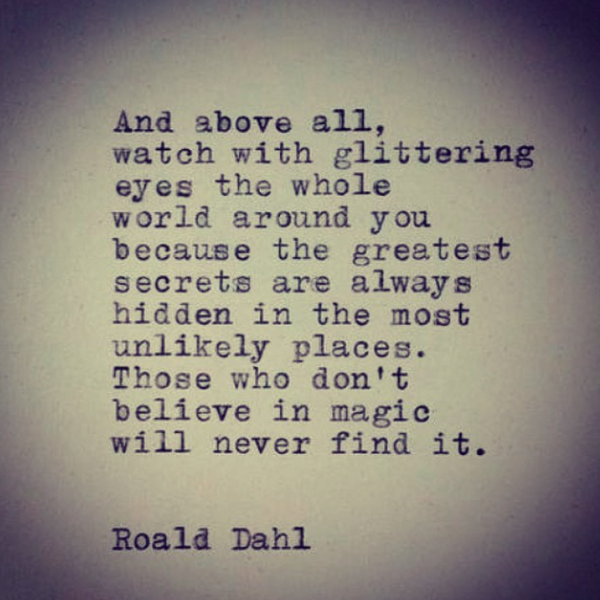 And above all,
watch with glittering
eyes the whole
world around you
because the greatest
secrets are always
hidden in the most
unlikely places.
Those who don't
believe in magic
will never find it.
Roald Dahl